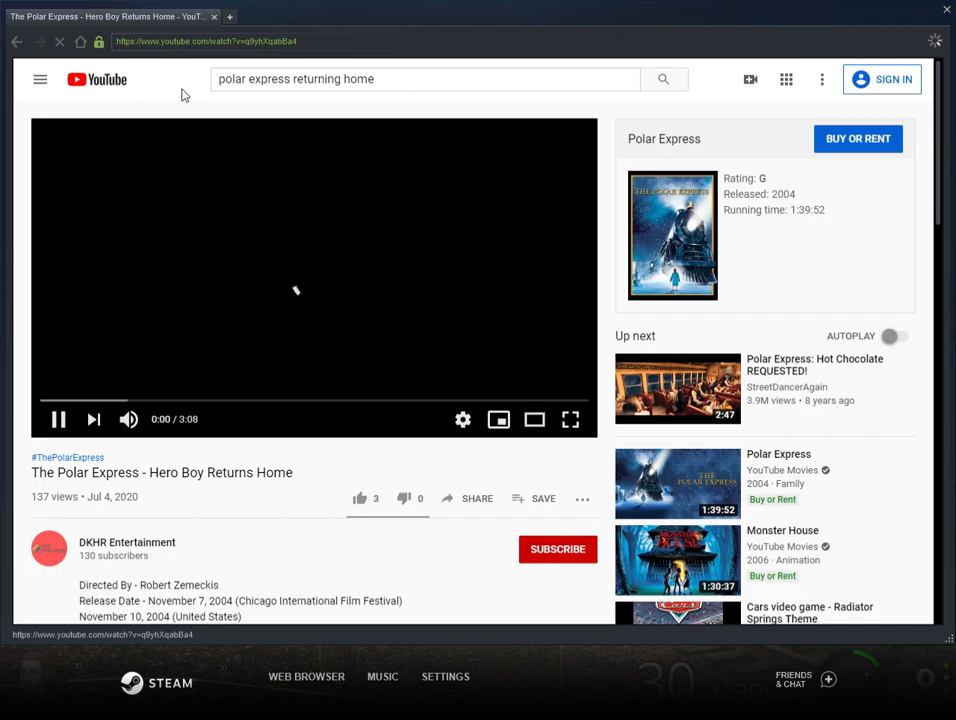 The Polar Express - Hero Boy Returns Home - YouT...
https://www.youtube.com/watch?v=q9yhXqabBa4
YouTube
polar express returning home
SIGN IN
Polar Express
BUY OR RENT
THE POLAR EXPRESS
Rating: G
Released: 2004
Running time: 1:39:52
0:00 / 3:08
Up next
AUTOPLAY
Polar Express: Hot Chocolate
REQUESTED!
StreetDancerAgain
3.9M views • 8 years ago
2:47
#ThePolarExpress
The Polar Express - Hero Boy Returns Home
137 views • Jul 4, 2020
3
0
SHARE
SAVE
Polar Express
YouTube Movies
2004 · Family
Buy or Rent
THE
POLAR EXPRESS
1:39:52
DKHR Entertainment
130 subscribers
SUBSCRIBE
Directed By - Robert Zemeckis
Release Date - November 7, 2004 (Chicago International Film Festival)
November 10, 2004 (United States)
Monster House
YouTube Movies
2006 · Animation
Buy or Rent
1:30:37
Cars video game - Radiator
Springs Theme
Cars
https://www.youtube.com/watch?v=q9yhXqabBa4
STEAM
WEB BROWSER
MUSIC
SETTINGS
30 / 30
FRIENDS
& CHAT